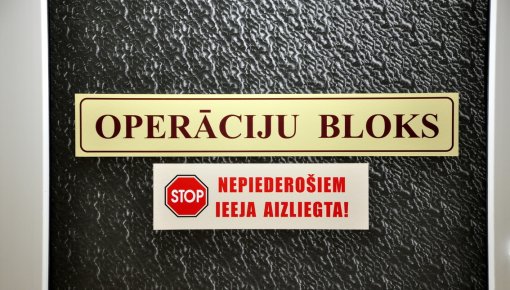 OPERĀCIJU BLOKS
STOP
NEPIEDEROŠIEM
IEEJA AIZLIEGTA!